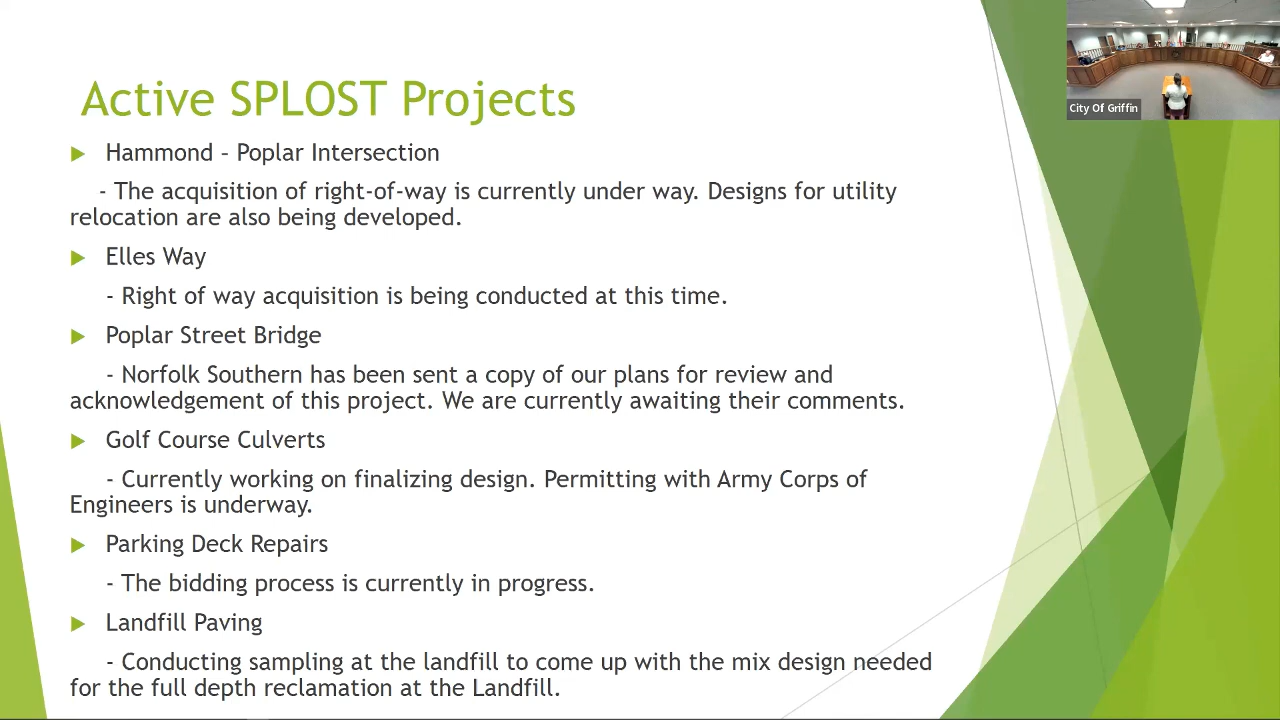 Active SPLOST Projects
Hammond – Poplar Intersection
- The acquisition of right-of-way is currently under way. Designs for utility
relocation are also being developed.
Elles Way
- Right of way acquisition is being conducted at this time.
Poplar Street Bridge
- Norfolk Southern has been sent a copy of our plans for review and
acknowledgement of this project. We are currently awaiting their comments.
Golf Course Culverts
- Currently working on finalizing design. Permitting with Army Corps of
Engineers is underway.
Parking Deck Repairs
- The bidding process is currently in progress.
Landfill Paving
- Conducting sampling at the landfill to come up with the mix design needed
for the full depth reclamation at the Landfill.
City Of Griffin